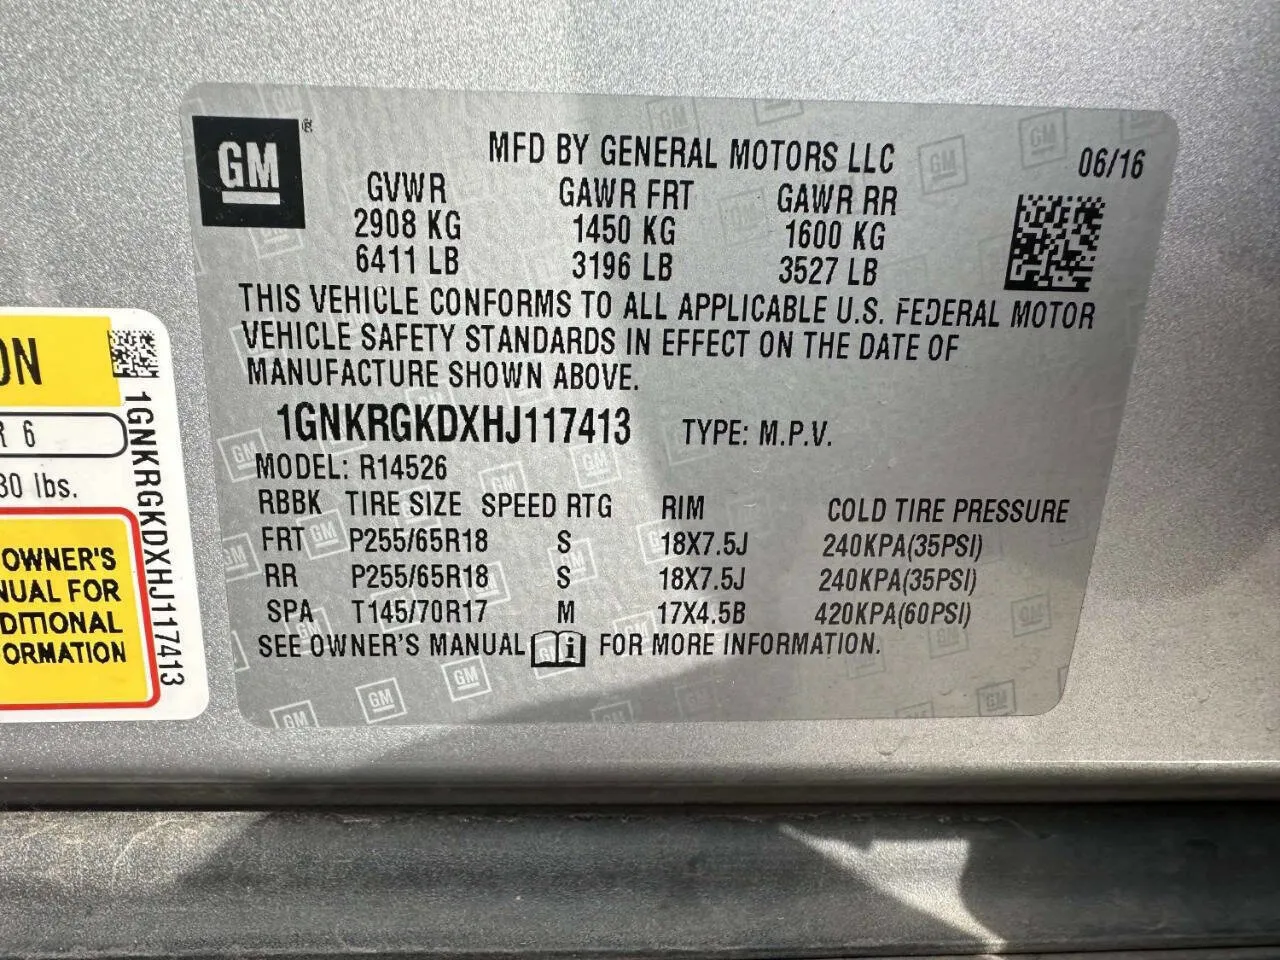 GM
®
MFD BY GENERAL MOTORS LLC
06/16
GVWR GAWR FRT GAWR RR
2908 KG 1450 KG 1600 KG
6411 LB 3196 LB 3527 LB
THIS VEHICLE CONFORMS TO ALL APPLICABLE U.S. FEDERAL MOTOR
VEHICLE SAFETY STANDARDS IN EFFECT ON THE DATE OF
MANUFACTURE SHOWN ABOVE.
1GNKRGKDXHJ117413 TYPE: M.P.V.
MODEL: R14526
RBBK TIRE SIZE SPEED RTG RIM COLD TIRE PRESSURE
FRT P255/65R18 S 18X7.5J 240KPA(35PSI)
RR P255/65R18 S 18X7.5J 240KPA(35PSI)
SPA T145/70R17 M 17X4.5B 420KPA(60PSI)
SEE OWNER'S MANUAL i FOR MORE INFORMATION.
ON
R 6
30 lbs.
OWNER'S
NUAL FOR
DITIONAL
ORMATION
1GNKRGKDXHJ117413